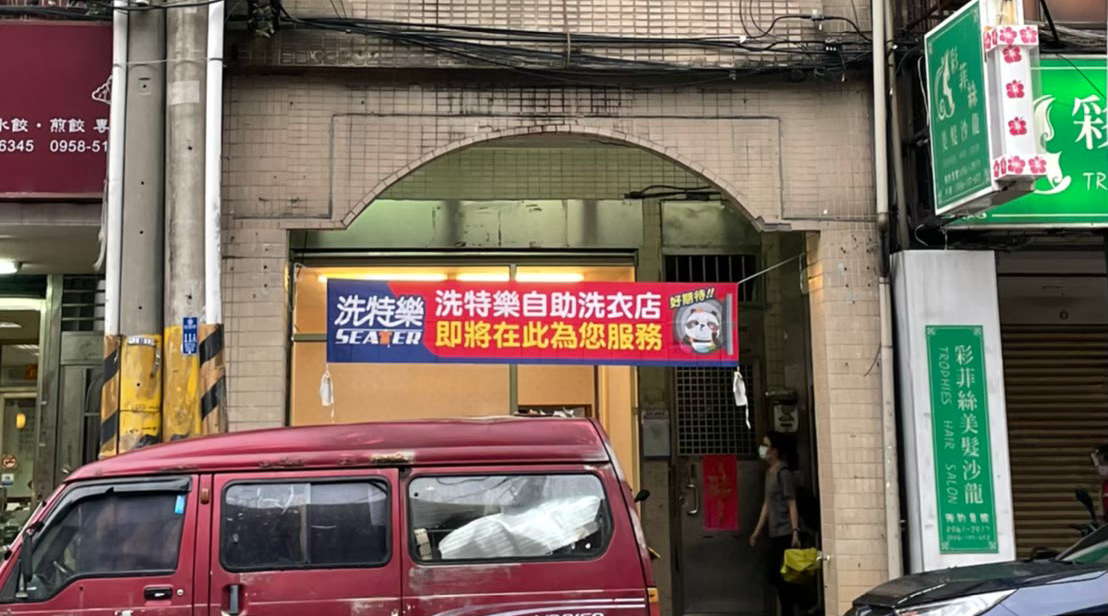 水餃・煎餃 專
6345 0958-51
洗特樂
SEATER
洗特樂自助洗衣店
即將在此為您服務
好期待!!
彩菲絲
美髮沙龍
彩
TR
彩菲絲美髮沙龍
TROPHIES HAIR SALON